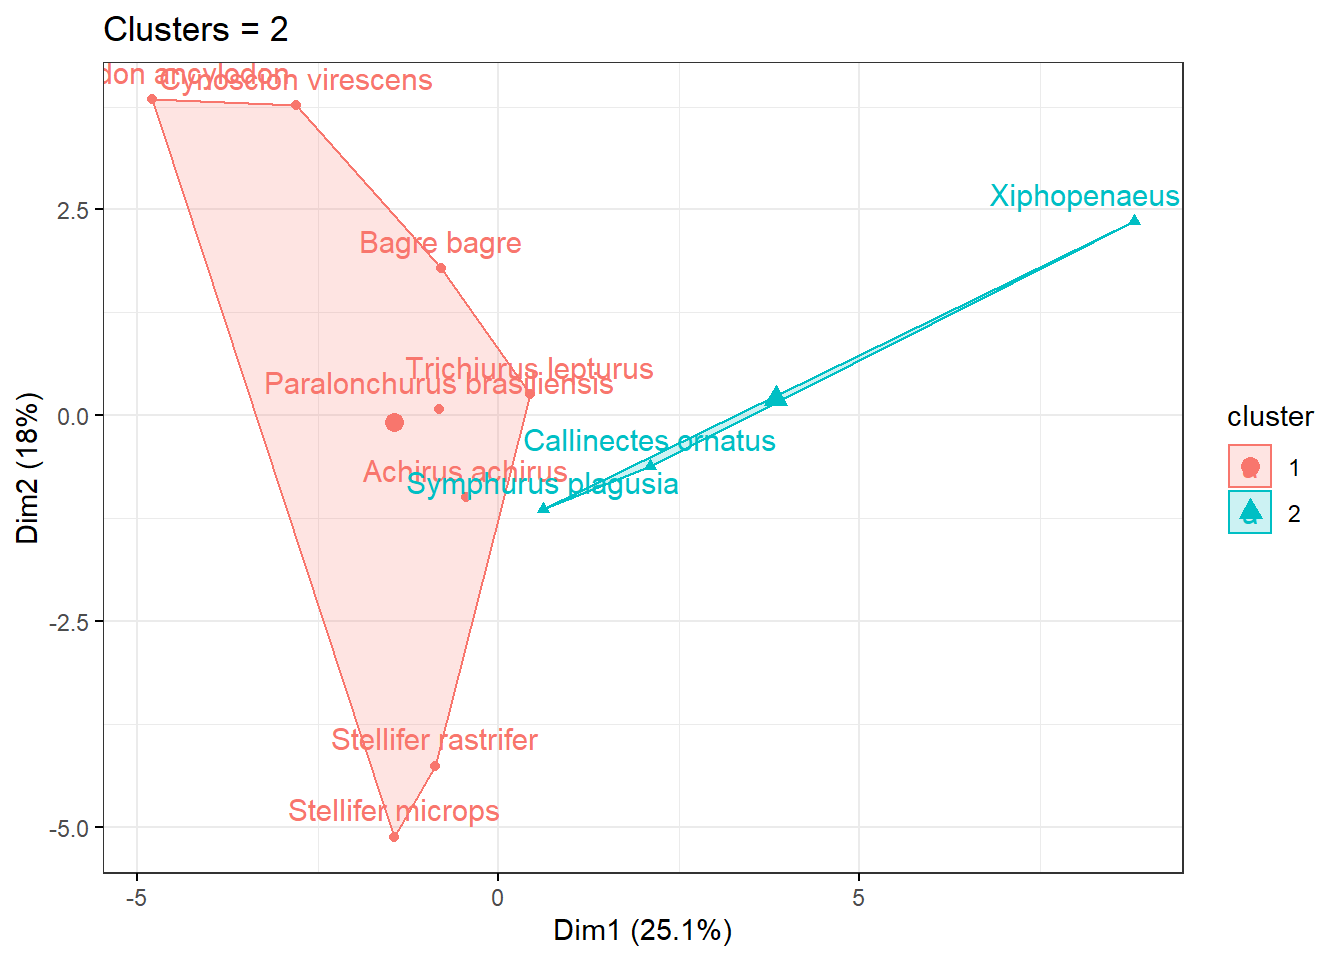 Clusters = 2
don ancylodon
Cynoscion virescens
Xiphopenaeus
2.5
Bagre bagre
Trichiurus lepturus
Paralonchurus brasiliensis
0.0
cluster
Callinectes ornatus
1
Achirus achirus
Symphurus plagusia
2
-2.5
Stellifer rastrifer
Stellifer microps
-5.0
-5
0
5
Dim1 (25.1%)
Dim2 (18%)